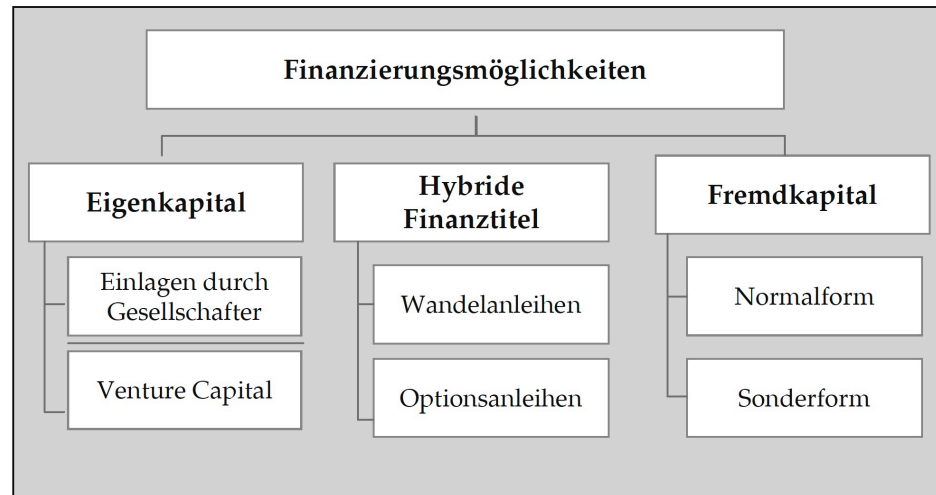 Finanzierungsmöglichkeiten
Eigenkapital
Einlagen durch
Gesellschafter
Venture Capital
Hybride
Finanztitel
Wandelanleihen
Optionsanleihen
Fremdkapital
Normalform
Sonderform